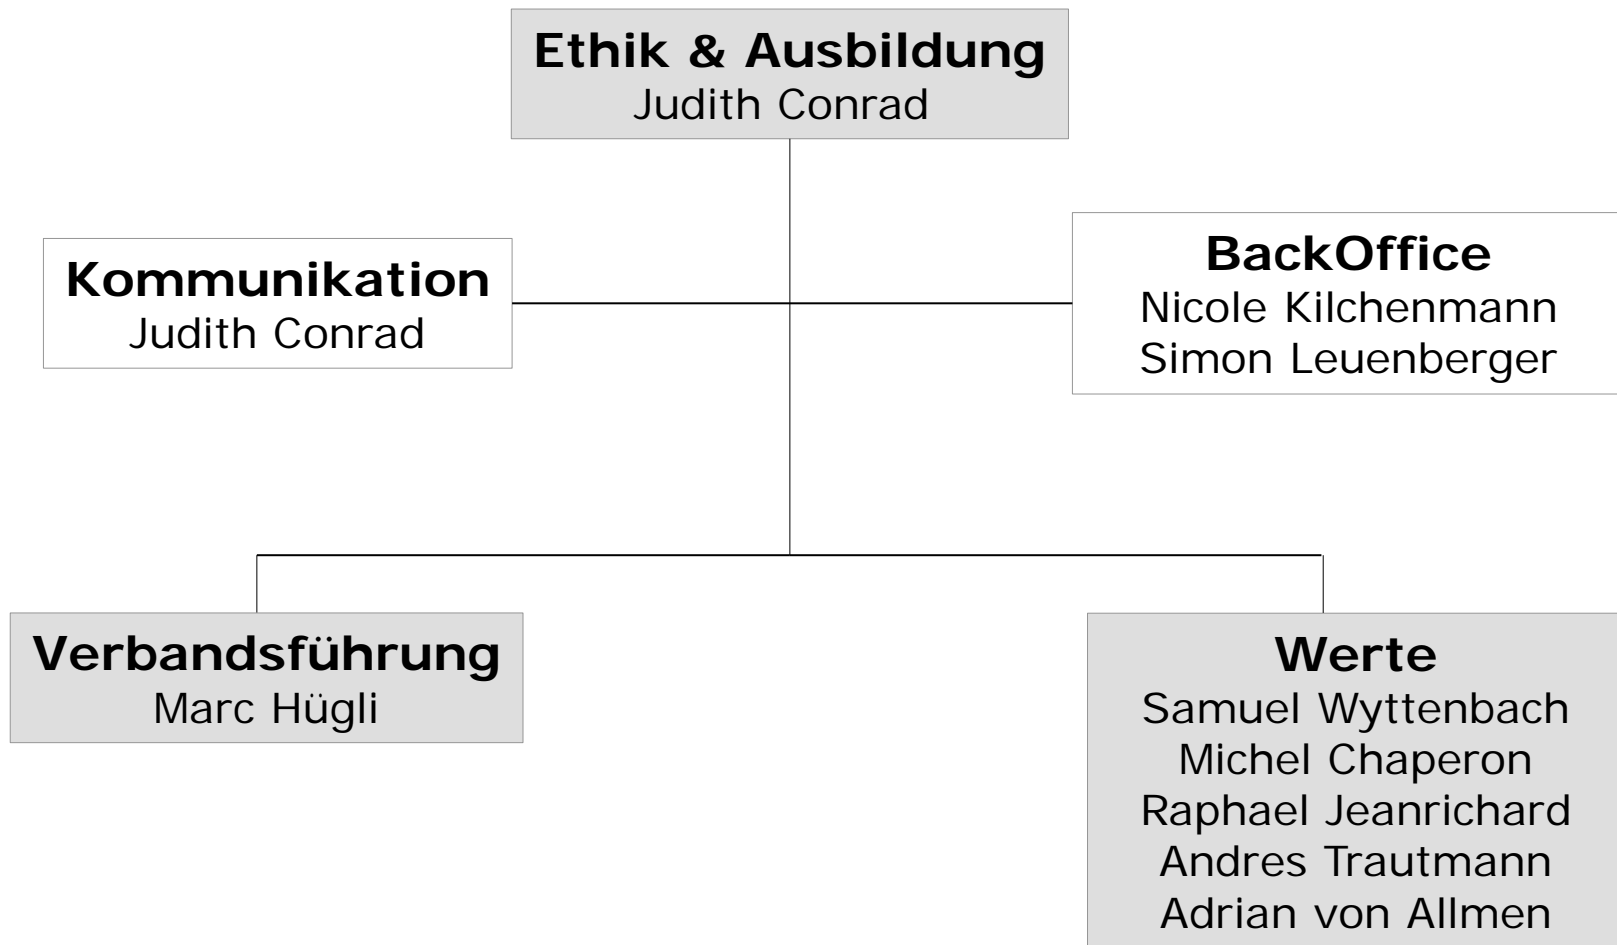 Ethik & Ausbildung
Judith Conrad
Kommunikation
Judith Conrad
BackOffice
Nicole Kilchenmann
Simon Leuenberger
Verbandsführung
Marc Hügli
Werte
Samuel Wyttenbach
Michel Chaperon
Raphael Jeanrichard
Andres Trautmann
Adrian von Allmen